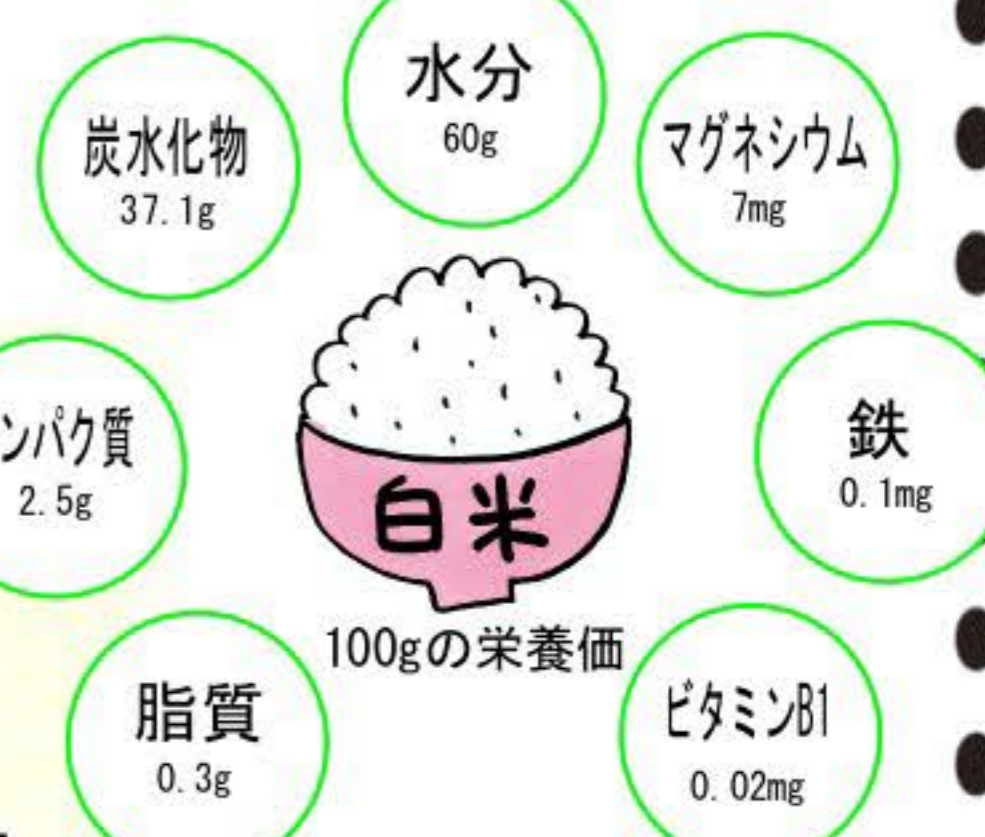 水分
60g
炭水化物
37.1g
マグネシウム
7mg
ンパク質
2.5g
鉄
0.1mg
白米
100gの栄養価
脂質
0.3g
ビタミンB1
0.02mg